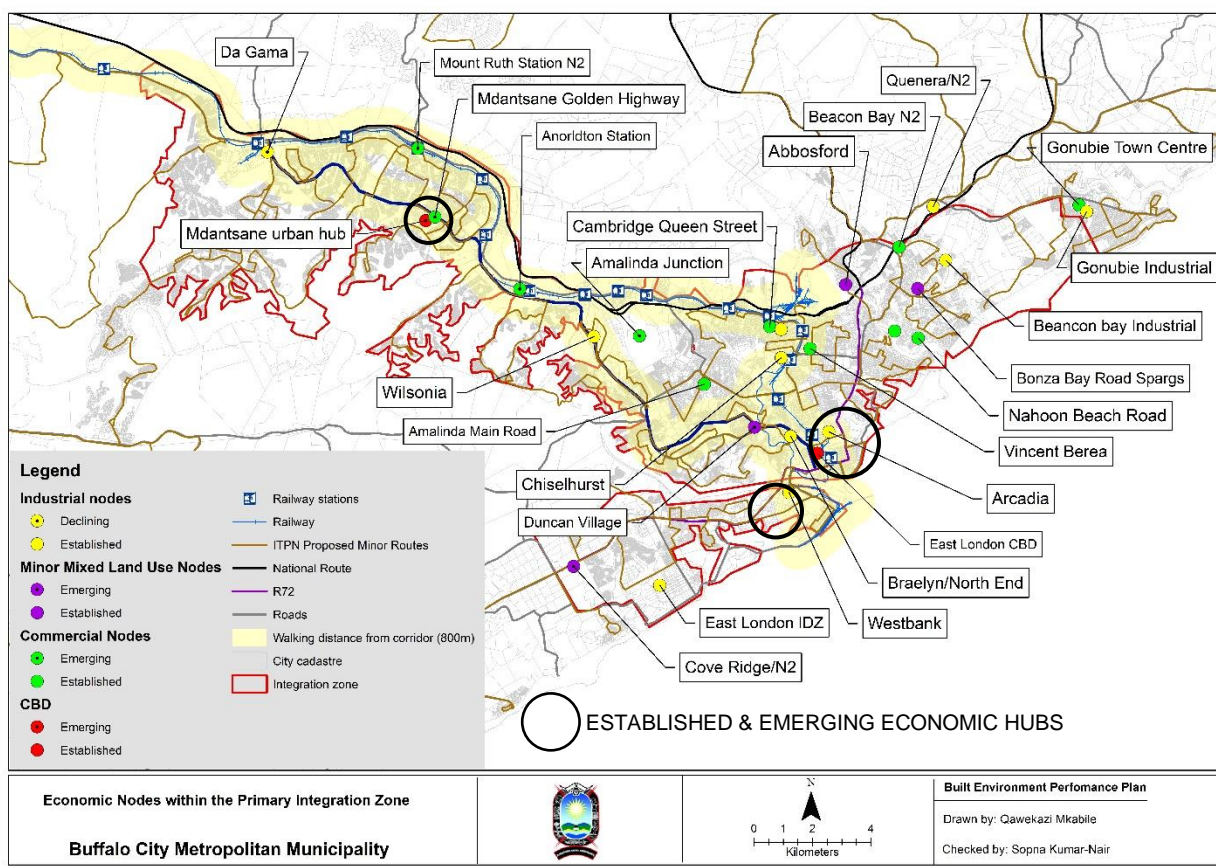 Da Gama
Mount Ruth Station N2
Mdantsane Golden Highway
Anorldton Station
Quenera/N2
Beacon Bay N2
Abbosford
Gonubie Town Centre
Mdantsane urban hub
Cambridge Queen Street
Amalinda Junction
Gonubie Industrial
Beancon bay Industrial
Wilsonia
Bonza Bay Road Spargs
Amalinda Main Road
Nahoon Beach Road
Vincent Berea
Chiselhurst
Arcadia
Duncan Village
East London CBD
Braelyn/North End
East London IDZ
Westbank
Cove Ridge/N2
Legend
Industrial nodes
Declining
Established
Minor Mixed Land Use Nodes
Emerging
Established
Commercial Nodes
Emerging
Established
CBD
Emerging
Established
Railway stations
Railway
ITPN Proposed Minor Routes
National Route
R72
Roads
Walking distance from corridor (800m)
City cadastre
Integration zone
ESTABLISHED & EMERGING ECONOMIC HUBS
Economic Nodes within the Primary Integration Zone
Buffalo City Metropolitan Municipality
N
0 1 2 4
Kilometers
Built Environment Perfomance Plan
Drawn by: Qawekazi Mkabile
Checked by: Sopna Kumar-Nair